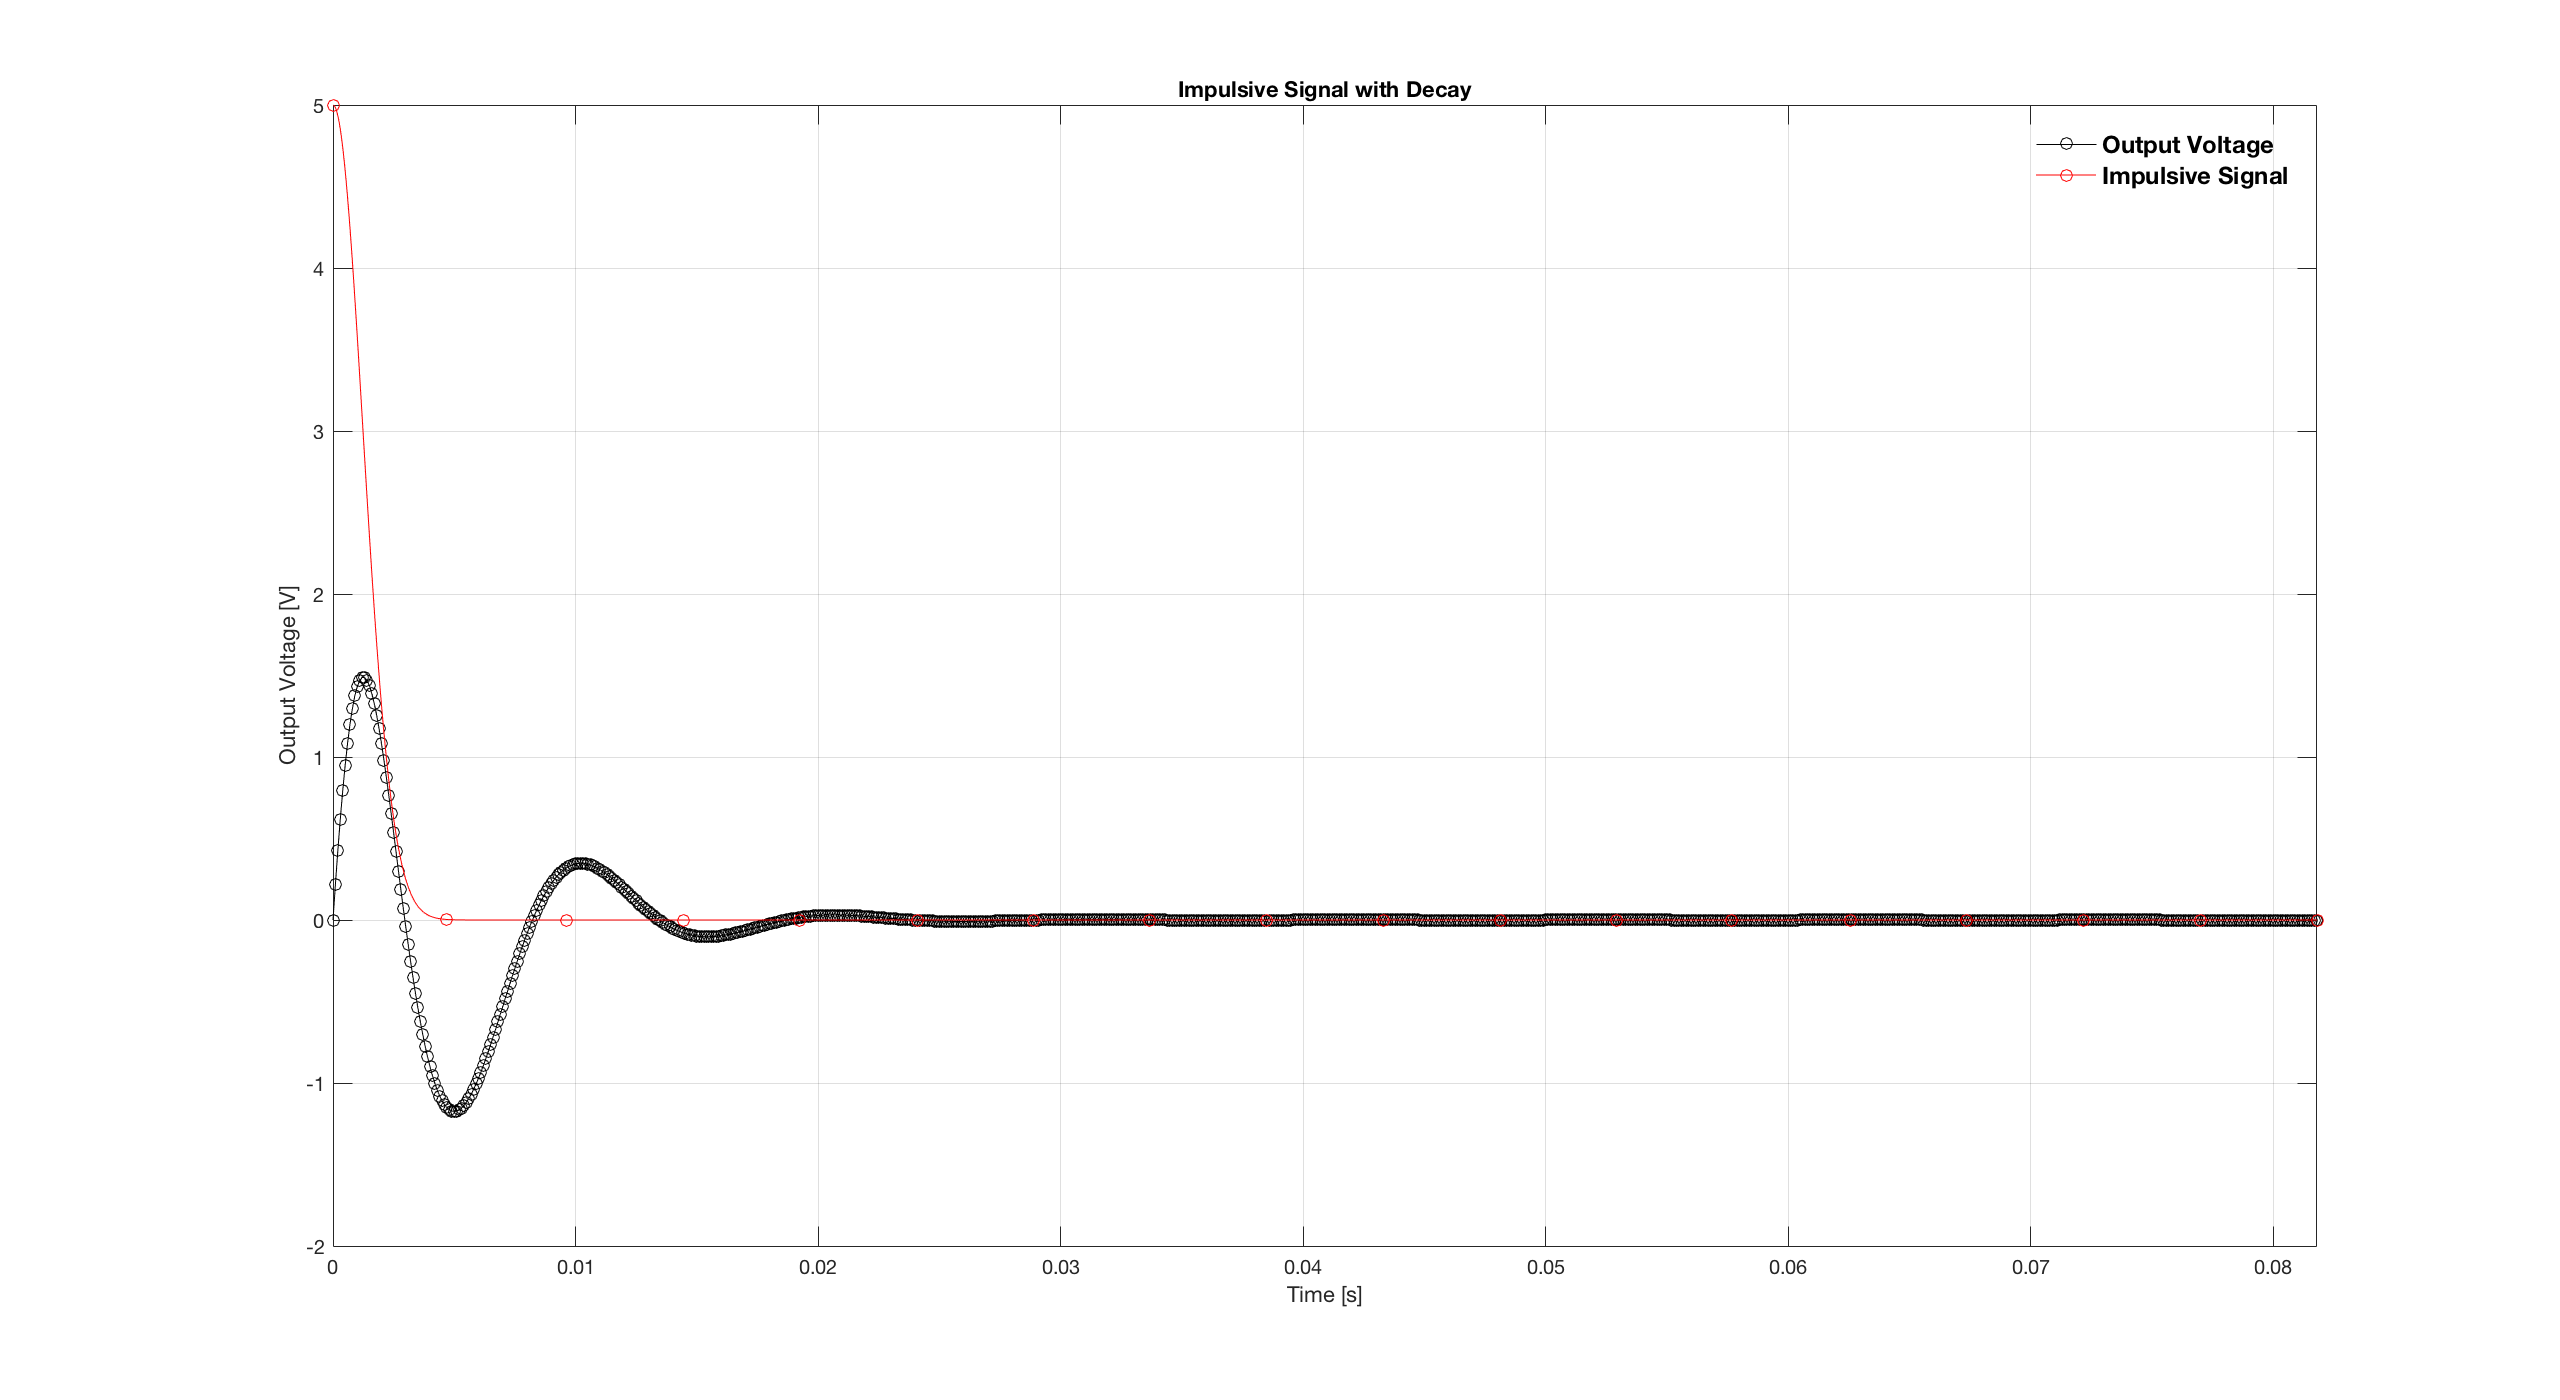 Impulsive Signal with Decay
Output Voltage
Impulsive Signal
5
4
3
2
1
0
-1
-2
Output Voltage [V]
0 0.01 0.02 0.03 0.04 0.05 0.06 0.07 0.08
Time [s]